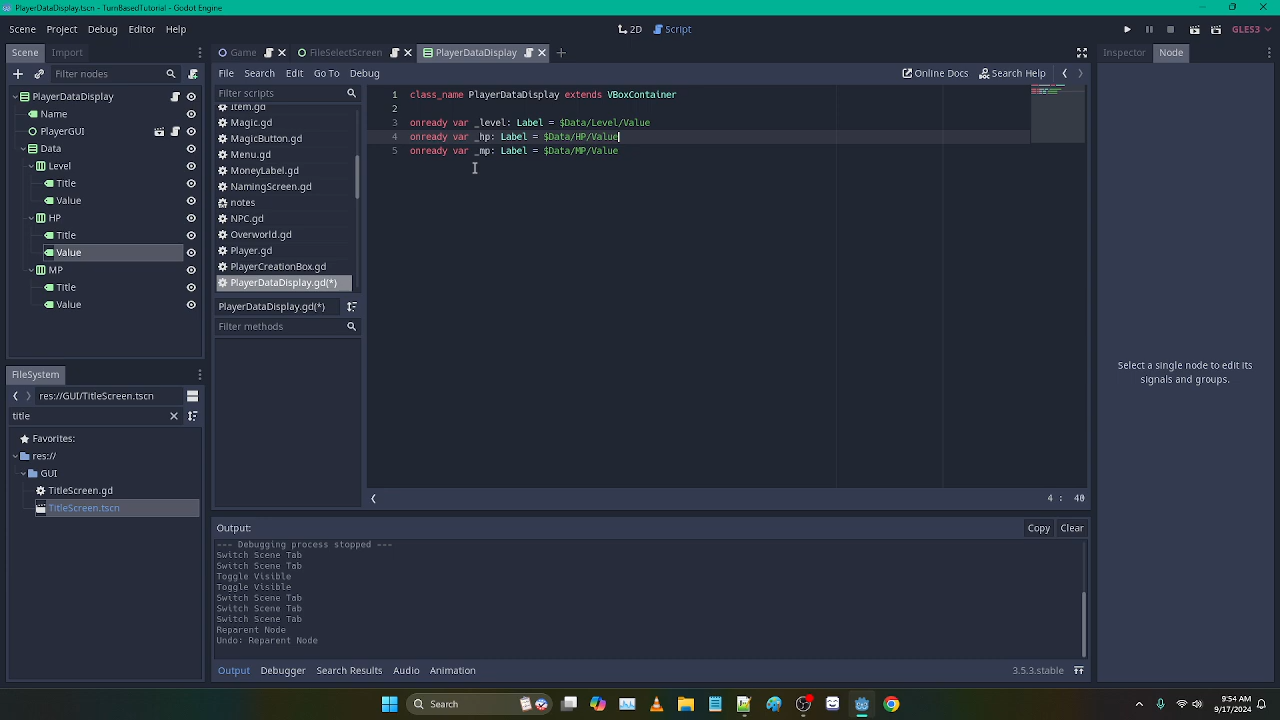 PlayerDataDisplay.tscn - TurnBasedTutorial - Godot Engine
Scene Project Debug Editor Help
2D Script
GLES3
Scene Import
Game FileSelectScreen PlayerDataDisplay
Inspector Node
Filter nodes
File Search Edit Go To Debug
Online Docs Search Help
PlayerDataDisplay
Name
PlayerGUI
Data
Level
Title
Value
HP
Title
Value
MP
Title
Value
Filter scripts
Item.gd
Magic.gd
MagicButton.gd
Menu.gd
MoneyLabel.gd
NamingScreen.gd
notes
NPC.gd
Overworld.gd
Player.gd
PlayerCreationBox.gd
PlayerDataDisplay.gd(*)
PlayerDataDisplay.gd(*)
Filter methods
1 class_name PlayerDataDisplay extends VBoxContainer
2
3 onready var _level: Label = $Data/Level/Value
4 onready var _hp: Label = $Data/HP/Value
5 onready var _mp: Label = $Data/MP/Value
4 : 40
Select a single node to edit its
signals and groups.
FileSystem
res://GUI/TitleScreen.tscn
title
Favorites:
res://
GUI
TitleScreen.gd
TitleScreen.tscn
Output:
Copy Clear
--- Debugging process stopped ---
Switch Scene Tab
Switch Scene Tab
Toggle Visible
Toggle Visible
Switch Scene Tab
Switch Scene Tab
Switch Scene Tab
Reparent Node
Undo: Reparent Node
Output Debugger Search Results Audio Animation
3.5.3.stable
Search
9:54 AM
9/17/2024